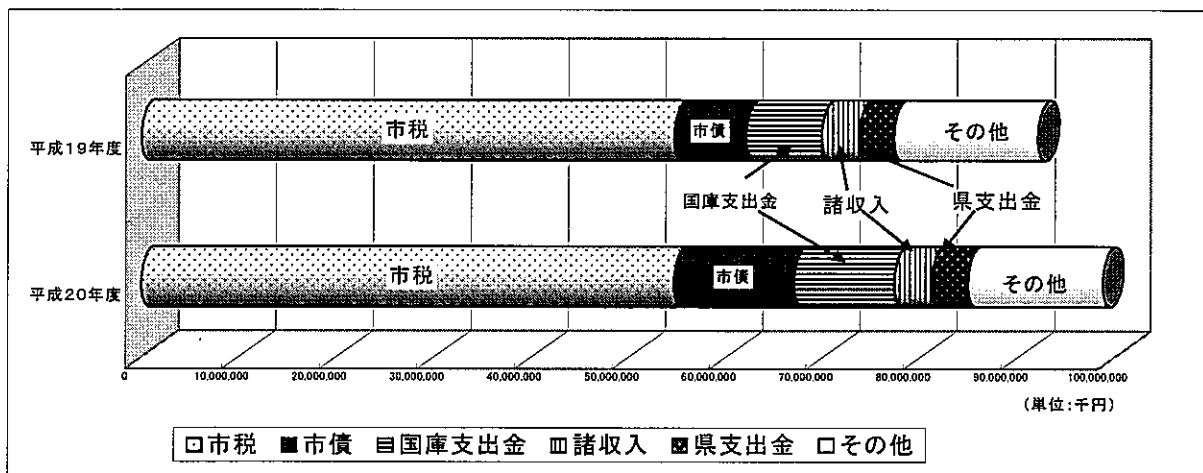 市税 市債 その他
平成19年度
国庫支出金 諸収入 県支出金
市税 市債 その他
平成20年度
0 10,000,000 20,000,000 30,000,000 40,000,000 50,000,000 60,000,000 70,000,000 80,000,000 90,000,000 100,000,000
(単位:千円)
市税 市債 国庫支出金 諸収入 県支出金 その他